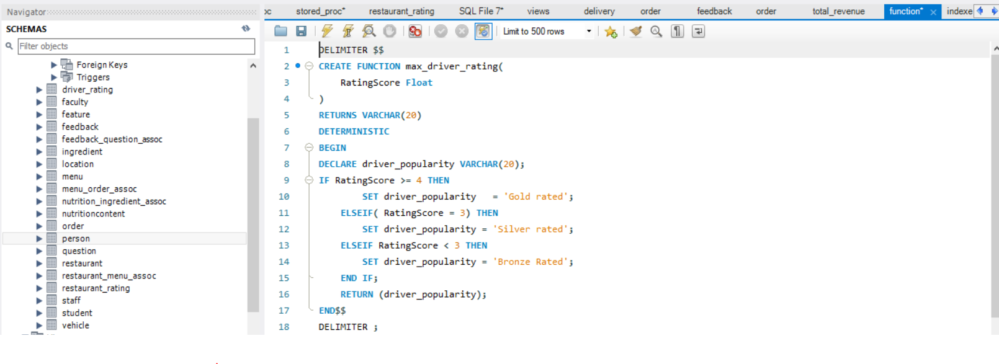 Navigator
SCHEMAS
Filter objects
Foreign Keys
Triggers
driver_rating
faculty
feature
feedback
feedback_question_assoc
ingredient
location
menu
menu_order_assoc
nutrition_ingredient_assoc
nutritioncontent
order
person
question
restaurant
restaurant_menu_assoc
restaurant_rating
staff
student
vehicle
oc stored_proc* restaurant_rating SQL File 7* views delivery order feedback order total_revenue function* indexe
Limit to 500 rows
1 DELIMITER $$
2 CREATE FUNCTION max_driver_rating(
3 RatingScore Float
4 )
5 RETURNS VARCHAR(20)
6 DETERMINISTIC
7 BEGIN
8 DECLARE driver_popularity VARCHAR(20);
9 IF RatingScore >= 4 THEN
10 SET driver_popularity = 'Gold rated';
11 ELSEIF( RatingScore = 3) THEN
12 SET driver_popularity = 'Silver rated';
13 ELSEIF RatingScore < 3 THEN
14 SET driver_popularity = 'Bronze Rated';
15 END IF;
16 RETURN (driver_popularity);
17 END$$
18 DELIMITER ;